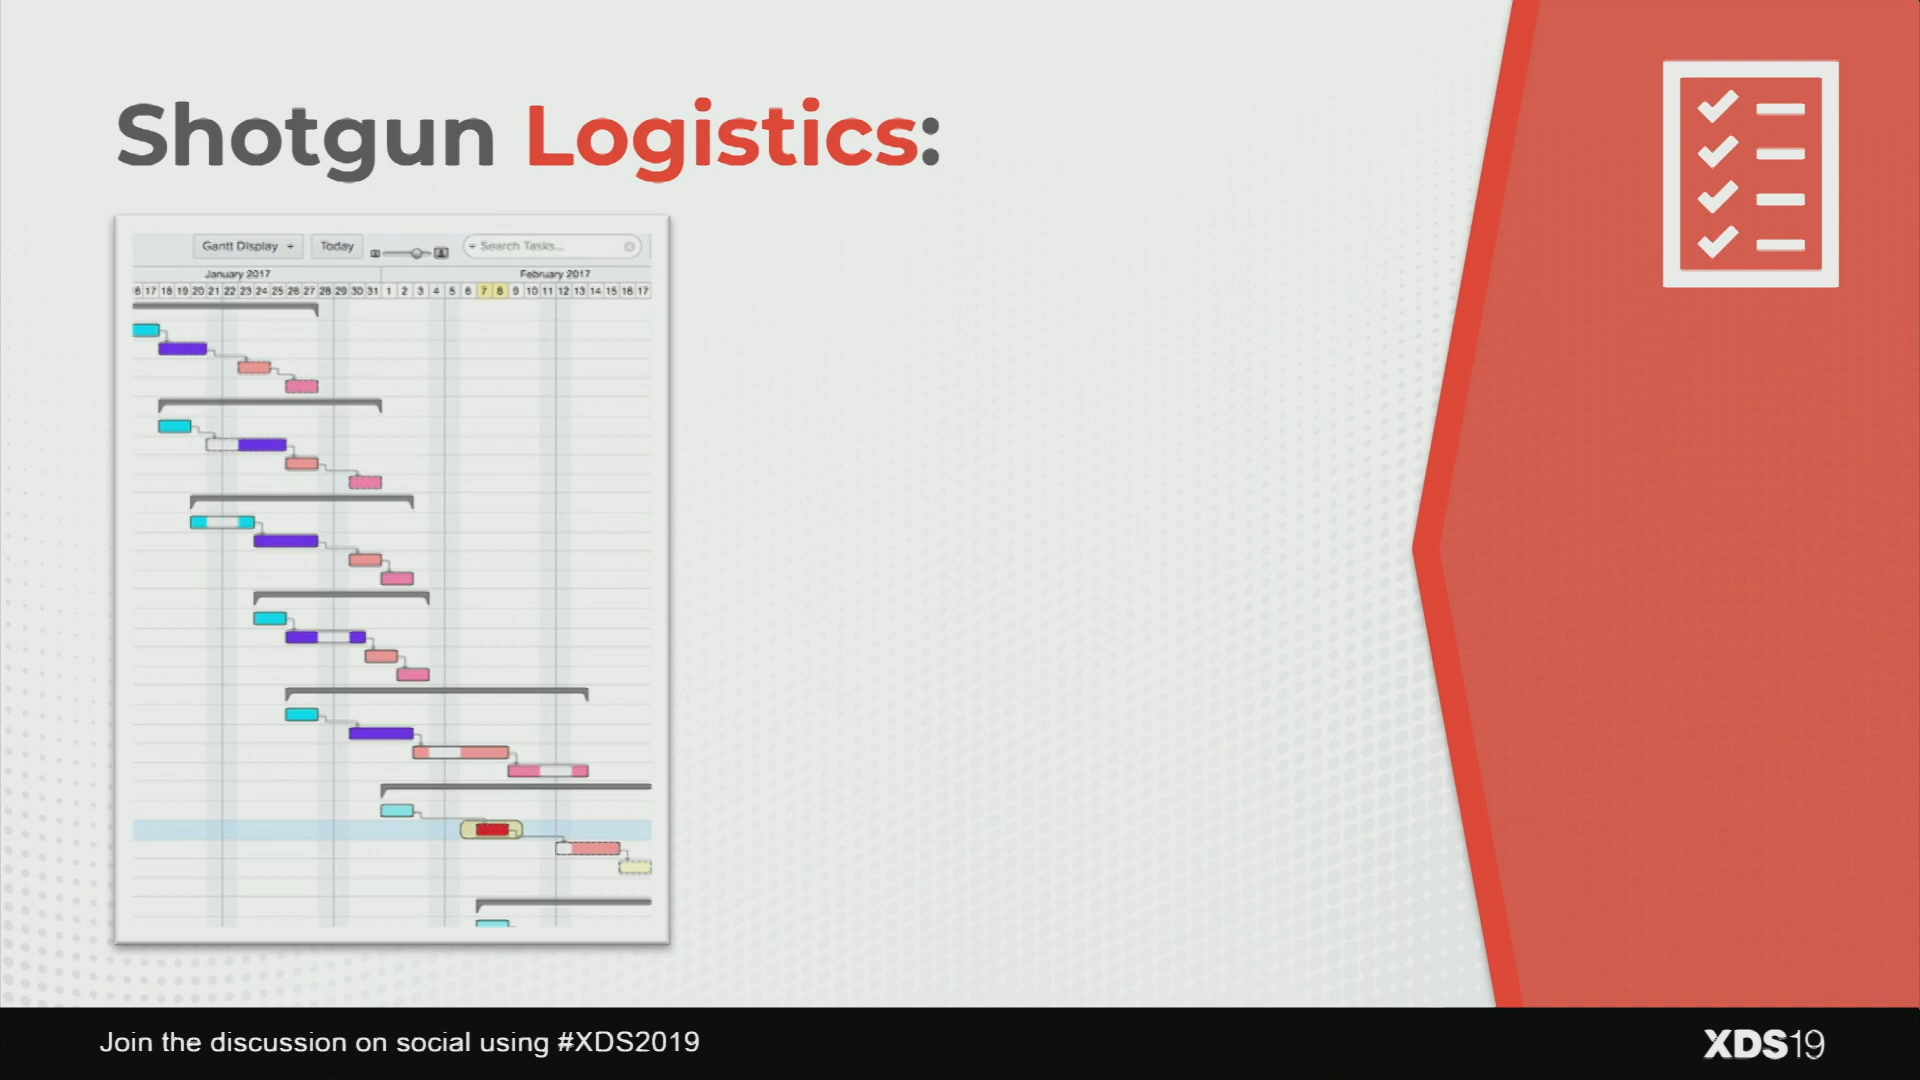 Shotgun Logistics:
Gantt Display Today Search Tasks...
January 2017 February 2017
6 17 18 19 20 21 22 23 24 25 26 27 28 29 30 31 1 2 3 4 5 6 7 8 9 10 11 12 13 14 15 16 17
Join the discussion on social using #XDS2019
XDS19